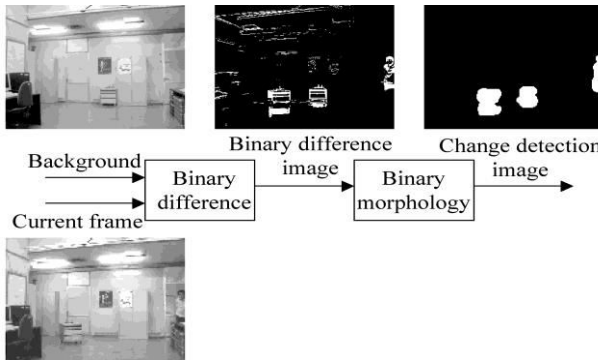 Background
Current frame
Binary
difference
Binary difference
image
Binary
morphology
Change detection
image